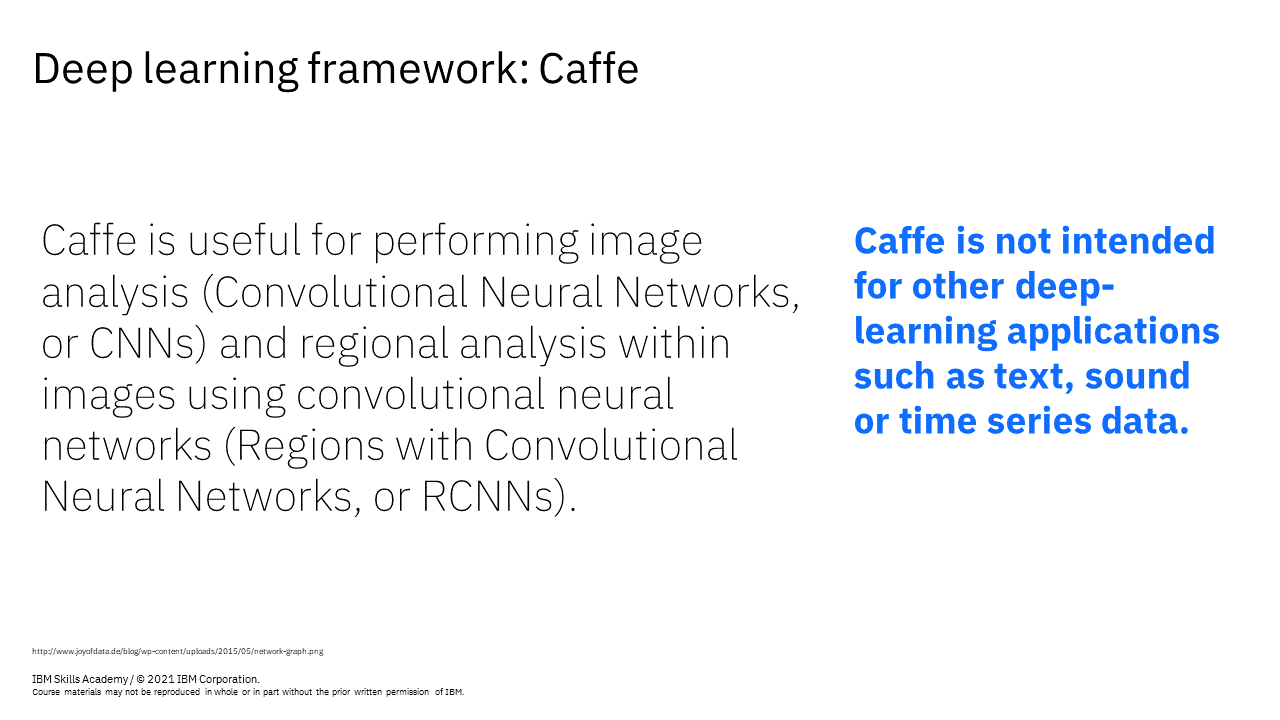 Deep learning framework: Caffe
Caffe is useful for performing image
analysis (Convolutional Neural Networks,
or CNNs) and regional analysis within
images using convolutional neural
networks (Regions with Convolutional
Neural Networks, or RCNNs).
Caffe is not intended
for other deep-
learning applications
such as text, sound
or time series data.
http://www.joyofdata.de/blog/wp-content/uploads/2015/05/network-graph.png
IBM Skills Academy / © 2021 IBM Corporation.
Course materials may not be reproduced in whole or in part without the prior written permission of IBM.